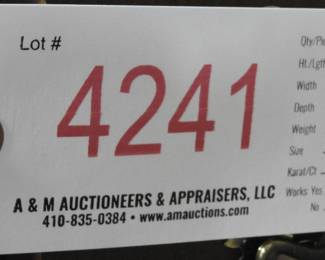 Lot #
4241
A & M AUCTIONEERS & APPRAISERS, LLC
410-835-0384 • www.amauctions.com
Qty/Pie
Ht./Lgth
Width
Depth
Weight
Size
Karat/Ct
Works: Yes
No